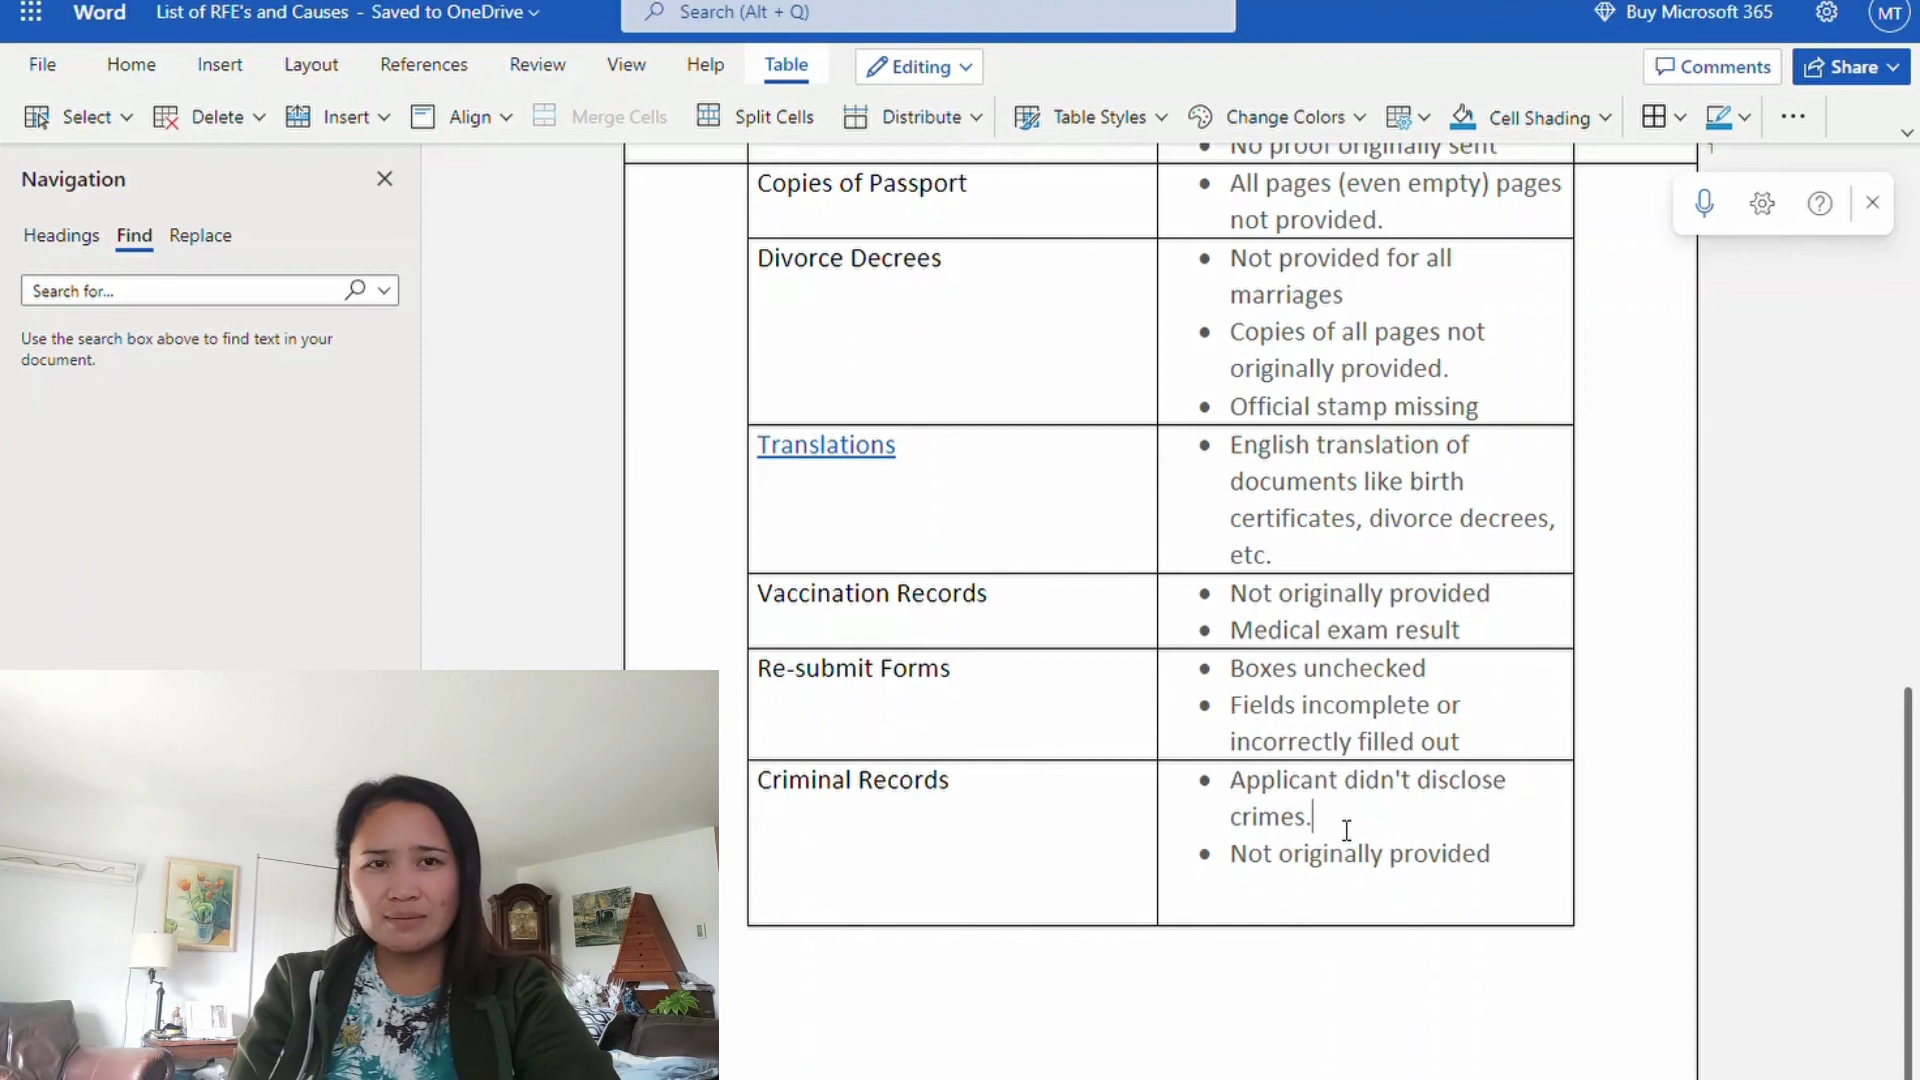 Word List of RFE's and Causes - Saved to OneDrive Search (Alt + Q) Buy Microsoft 365 MT
File Home Insert Layout References Review View Help Table Editing Comments Share
Select Delete Insert Align Merge Cells Split Cells Distribute Table Styles Change Colors Cell Shading ...
Navigation
Headings Find Replace
Search for...
Use the search box above to find text in your
document.
No proof originally sent
1
Copies of Passport
• All pages (even empty) pages
not provided.
Divorce Decrees
• Not provided for all
marriages
• Copies of all pages not
originally provided.
• Official stamp missing
Translations
• English translation of
documents like birth
certificates, divorce decrees,
etc.
Vaccination Records
• Not originally provided
• Medical exam result
Re-submit Forms
• Boxes unchecked
• Fields incomplete or
incorrectly filled out
Criminal Records
• Applicant didn't disclose
crimes.
• Not originally provided